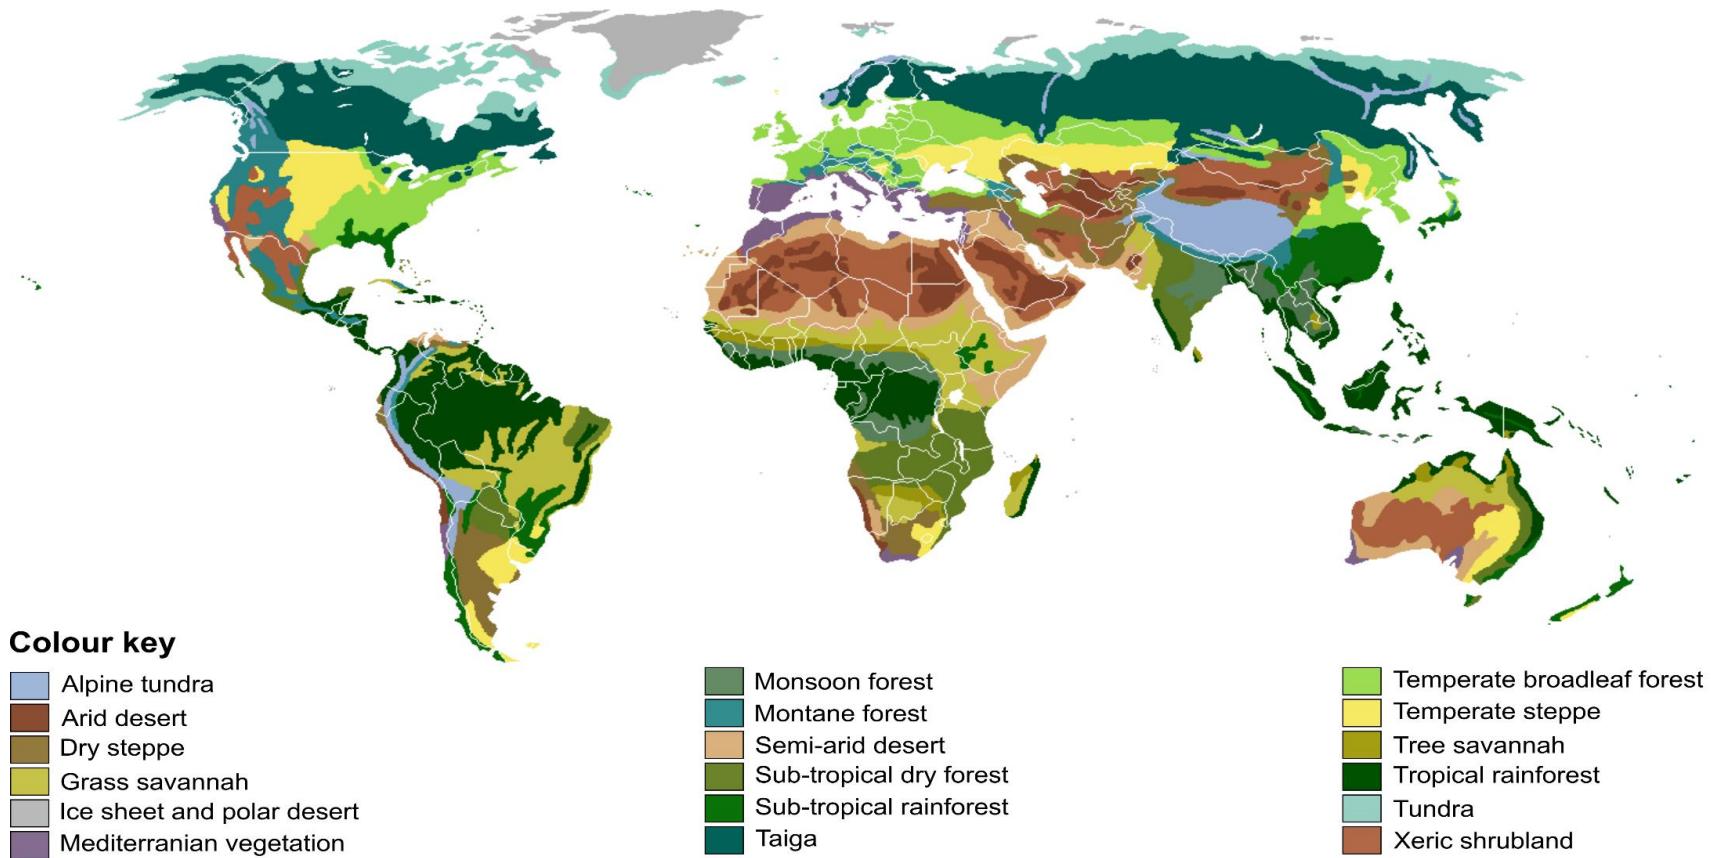 Colour key
Alpine tundra
Arid desert
Dry steppe
Grass savannah
Ice sheet and polar desert
Mediterranian vegetation
Monsoon forest
Montane forest
Semi-arid desert
Sub-tropical dry forest
Sub-tropical rainforest
Taiga
Temperate broadleaf forest
Temperate steppe
Tree savannah
Tropical rainforest
Tundra
Xeric shrubland